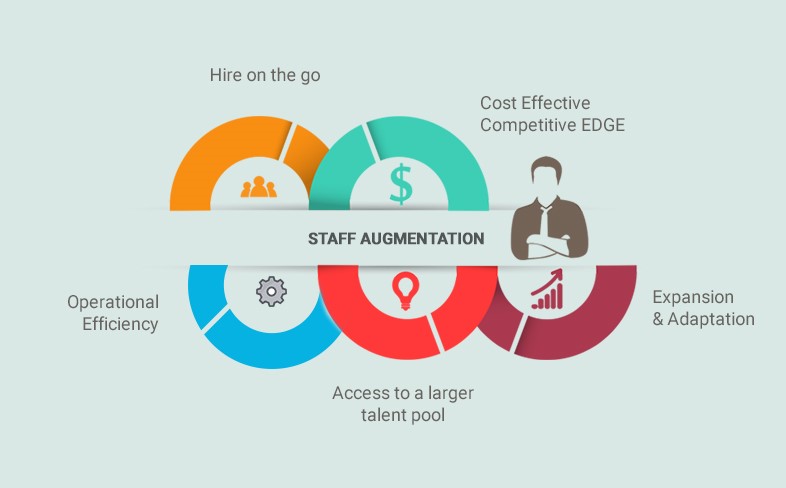 Hire on the go
Cost Effective
Competitive EDGE
$
STAFF AUGMENTATION
Operational
Efficiency
Expansion
& Adaptation
Access to a larger
talent pool